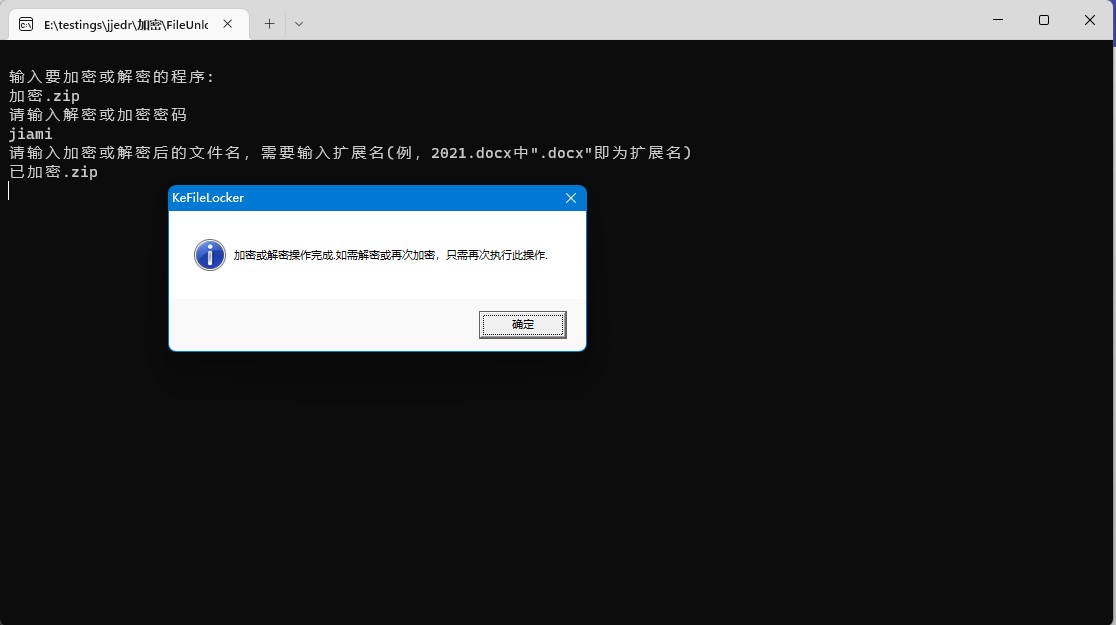 E:\testings\jjedr\加密\FileUnlc
输入要加密或解密的程序:
加密.zip
请输入解密或加密密码
jiami
请输入加密或解密后的文件名，需要输入扩展名(例，2021.docx中".docx"即为扩展名)
已加密.zip
KeFileLocker
加密或解密操作完成.如需解密或再次加密，只需再次执行此操作.
确定